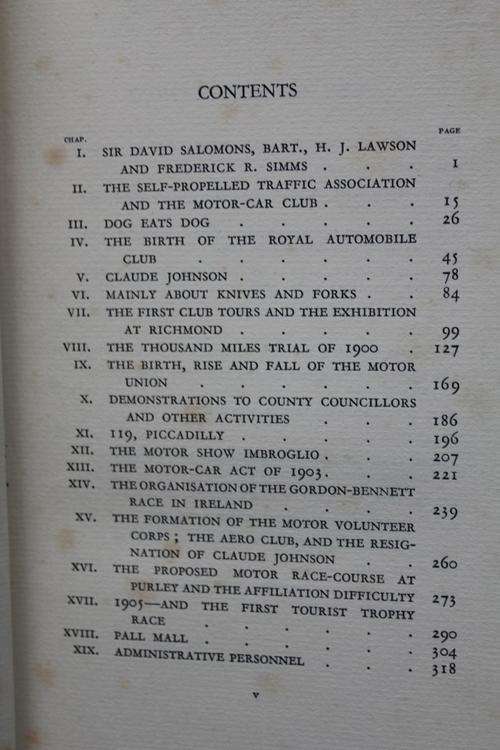 CONTENTS
CHAP. PAGE
I. SIR DAVID SALOMONS, BART., H. J. LAWSON
AND FREDERICK R. SIMMS . . . 1
II. THE SELF-PROPELLED TRAFFIC ASSOCIATION
AND THE MOTOR-CAR CLUB . . . 15
III. DOG EATS DOG . . . . . 26
IV. THE BIRTH OF THE ROYAL AUTOMOBILE
CLUB . . . . . . 45
V. CLAUDE JOHNSON . . . . . 78
VI. MAINLY ABOUT KNIVES AND FORKS . . 84
VII. THE FIRST CLUB TOURS AND THE EXHIBITION
AT RICHMOND . . . . . 99
VIII. THE THOUSAND MILES TRIAL OF 1900 . 127
IX. THE BIRTH, RISE AND FALL OF THE MOTOR
UNION . . . . . . 169
X. DEMONSTRATIONS TO COUNTY COUNCILLORS
AND OTHER ACTIVITIES . . . 186
XI. 119, PICCADILLY . . . . . 196
XII. THE MOTOR SHOW IMBROGLIO . . . 207
XIII. THE MOTOR-CAR ACT OF 1903 . . . 221
XIV. THE ORGANISATION OF THE GORDON-BENNETT
RACE IN IRELAND . . . . 239
XV. THE FORMATION OF THE MOTOR VOLUNTEER
CORPS ; THE AERO CLUB, AND THE RESIG-
NATION OF CLAUDE JOHNSON . . 260
XVI. THE PROPOSED MOTOR RACE-COURSE AT
PURLEY AND THE AFFILIATION DIFFICULTY 273
XVII. 1905—AND THE FIRST TOURIST TROPHY
RACE . . . . . . 290
XVIII. PALL MALL . . . . . . 304
XIX. ADMINISTRATIVE PERSONNEL . . . 318
v